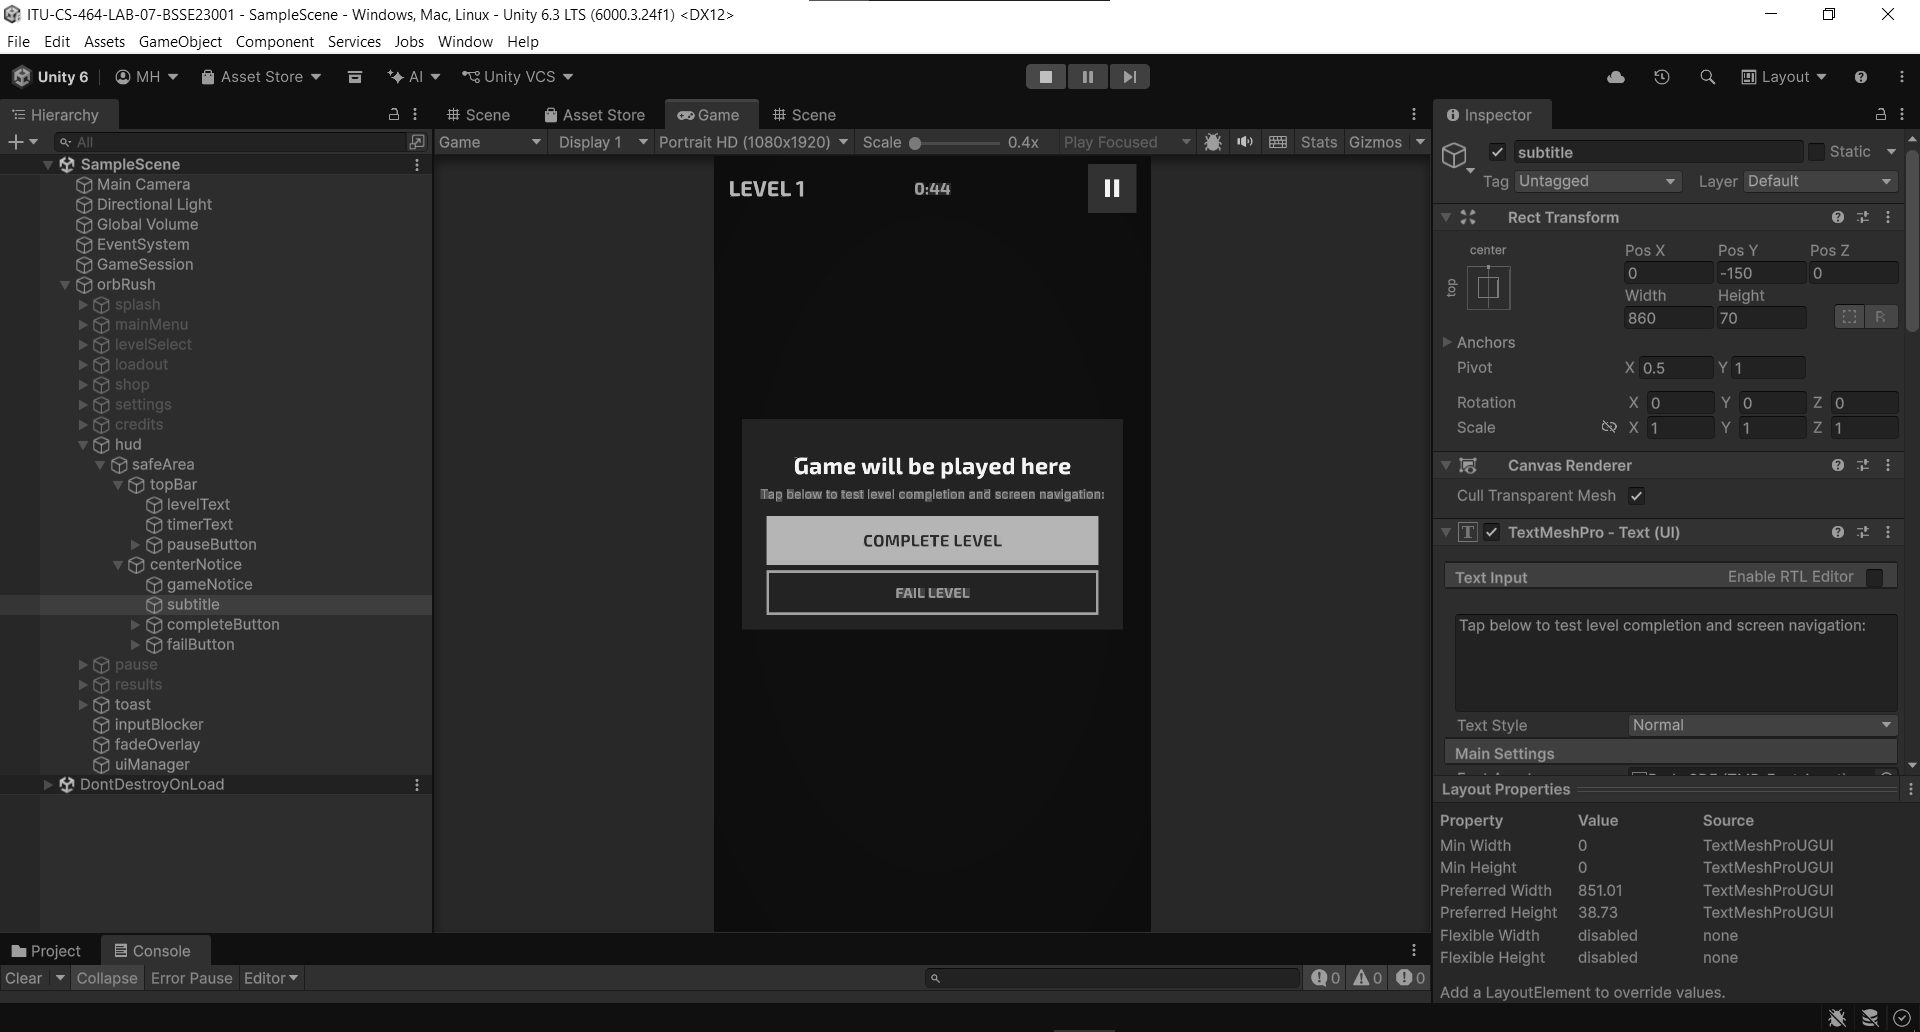 ITU-CS-464-LAB-07-BSSE23001 - SampleScene - Windows, Mac, Linux - Unity 6.3 LTS (6000.3.24f1) <DX12>
File Edit Assets GameObject Component Services Jobs Window Help
Unity 6 MH Asset Store AI Unity VCS Layout
Hierarchy
All
SampleScene
Main Camera
Directional Light
Global Volume
EventSystem
GameSession
orbRush
splash
mainMenu
levelSelect
loadout
shop
settings
credits
hud
safeArea
topBar
levelText
timerText
pauseButton
centerNotice
gameNotice
subtitle
completeButton
failButton
pause
results
toast
inputBlocker
fadeOverlay
uiManager
DontDestroyOnLoad
Scene Asset Store Game Scene
Game Display 1 Portrait HD (1080x1920) Scale 0.4x Play Focused Stats Gizmos
LEVEL 1 0:44
Game will be played here
Tap below to test level completion and screen navigation:
COMPLETE LEVEL
FAIL LEVEL
Project Console
Clear Collapse Error Pause Editor 0 0 0
Inspector
subtitle Static
Tag Untagged Layer Default
Rect Transform
center
top
Pos X Pos Y Pos Z
0 -150 0
Width Height
860 70 R
Anchors
Pivot X 0.5 Y 1
Rotation X 0 Y 0 Z 0
Scale X 1 Y 1 Z 1
Canvas Renderer
Cull Transparent Mesh
T TextMeshPro - Text (UI)
Text Input Enable RTL Editor
Tap below to test level completion and screen navigation:
Text Style Normal
Main Settings
Layout Properties
Property Value Source
Min Width 0 TextMeshProUGUI
Min Height 0 TextMeshProUGUI
Preferred Width 851.01 TextMeshProUGUI
Preferred Height 38.73 TextMeshProUGUI
Flexible Width disabled none
Flexible Height disabled none
Add a LayoutElement to override values.